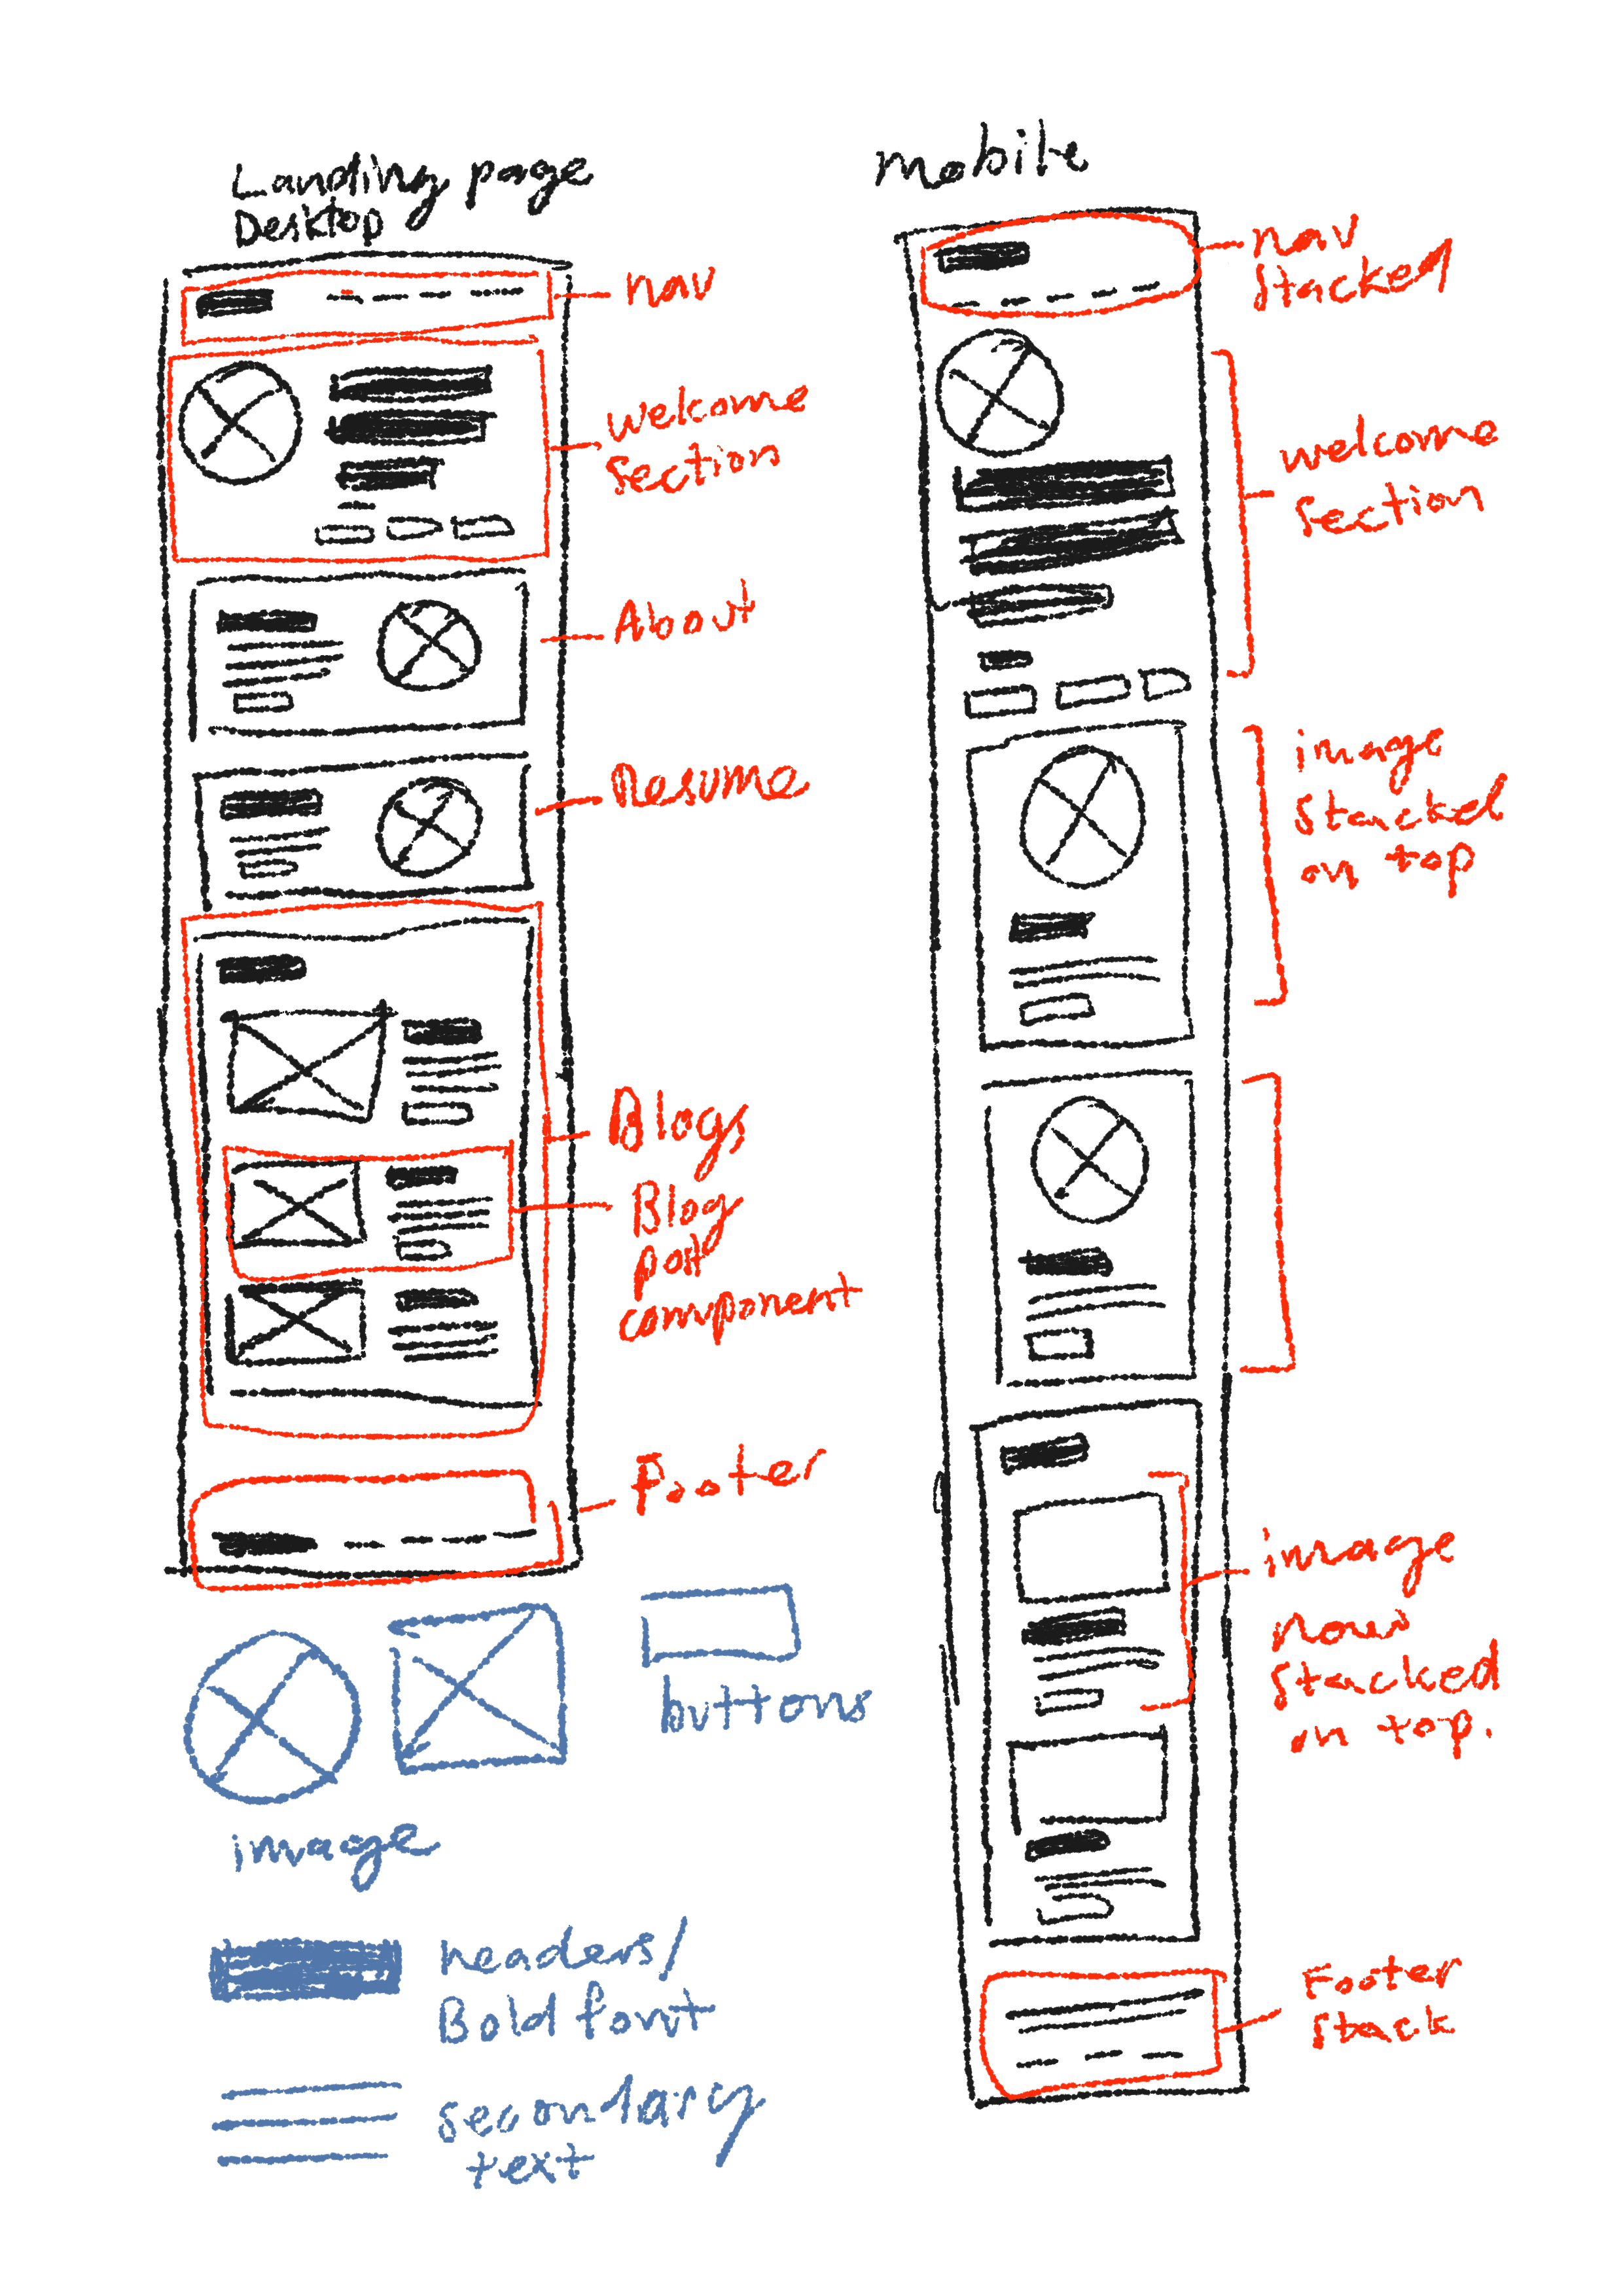 Landing page
Desktop
nav
welcome
section
About
Resume
Blogs
Blog
post
component
Footer
mobile
nav
stacked
welcome
section
image
stacked
on top
image
now
stacked
on top.
Footer
stack
buttons
image
headers/
Bold font
secondary
text